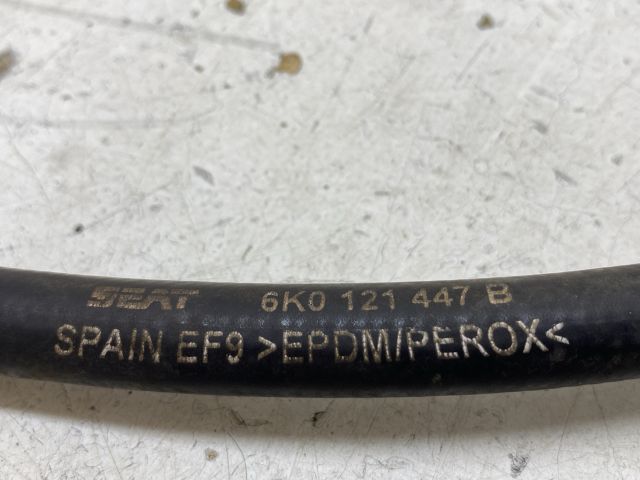 SEAT 6K0 121 447 B
SPAIN EF9 >EPDM/PEROX<